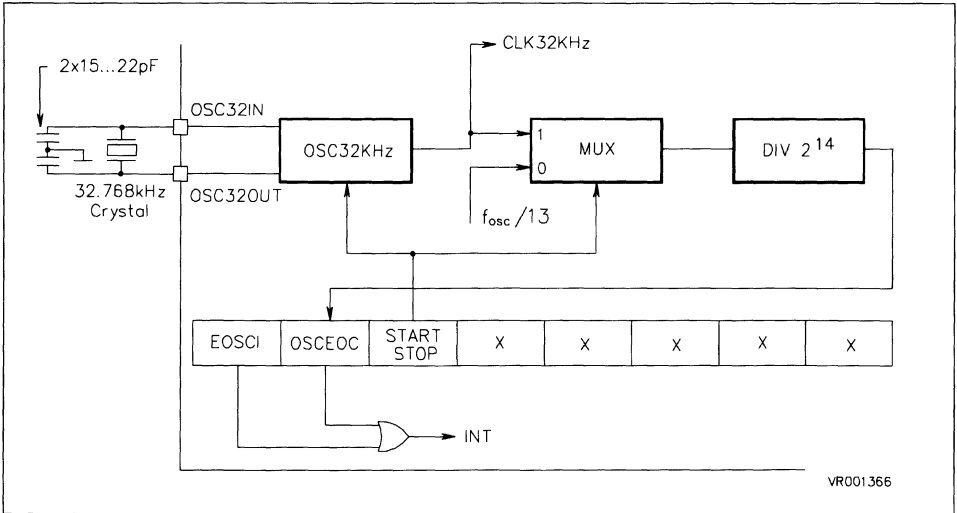 CLK32KHz
2x15...22pF
OSC32IN
OSC32KHz
1
0
MUX
DIV 2^14
OSC32OUT
32.768kHz
Crystal
fosc/13
EOSCI OSCEOC START STOP X X X X X
INT
VR001366